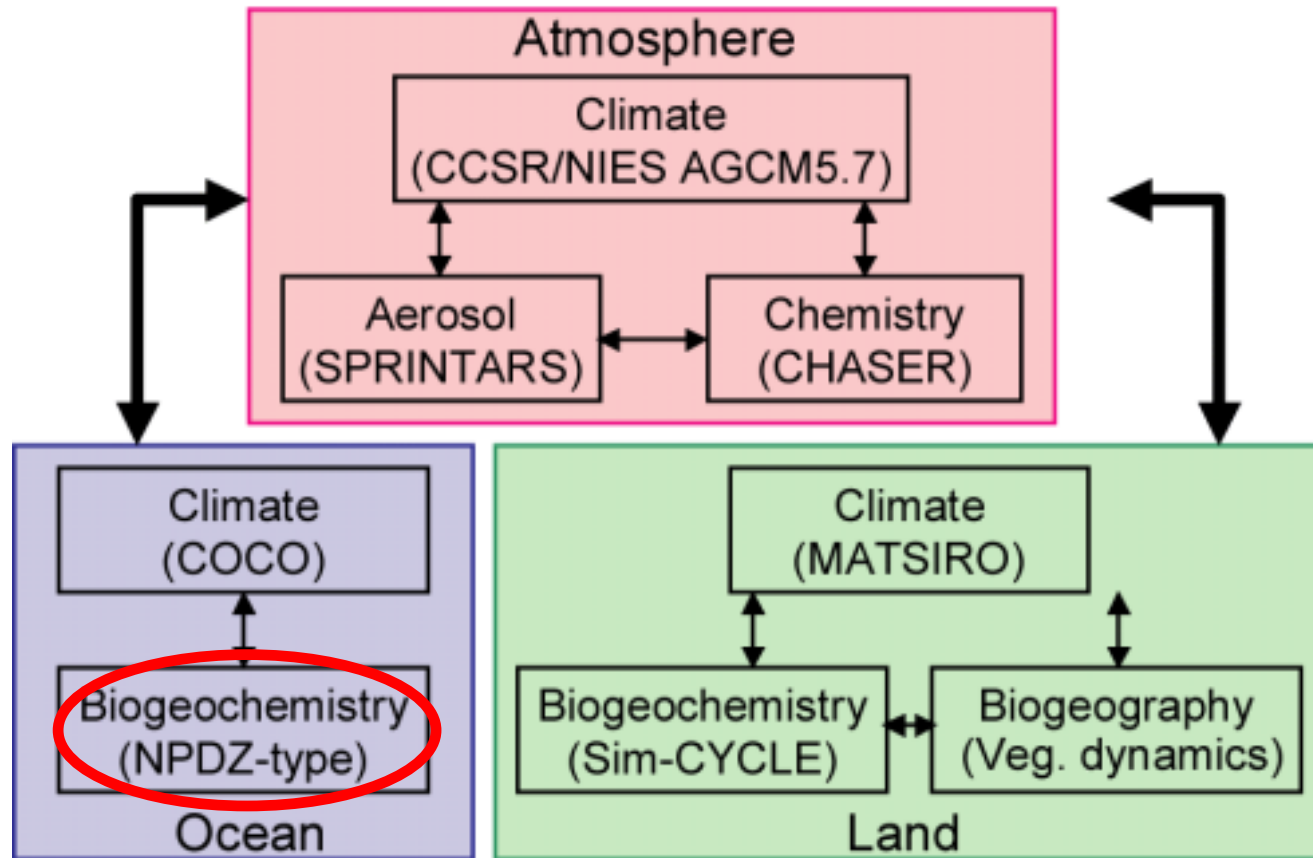 Atmosphere
Climate
(CCSR/NIES AGCM5.7)
Aerosol
(SPRINTARS)
Chemistry
(CHASER)
Climate
(COCO)
Biogeochemistry
(NPDZ-type)
Ocean
Climate
(MATSIRO)
Biogeochemistry
(Sim-CYCLE)
Biogeography
(Veg. dynamics)
Land